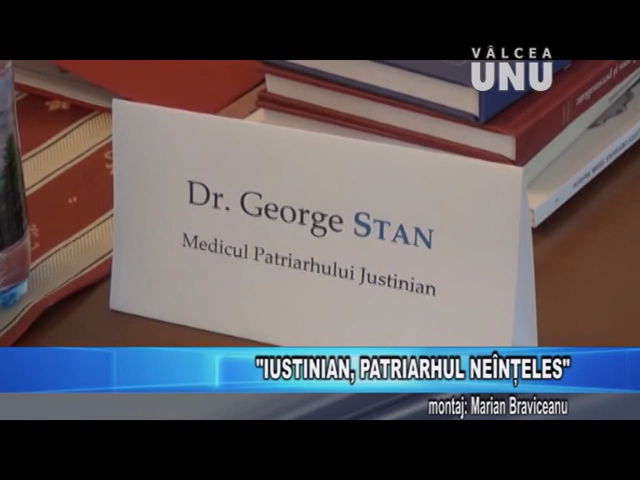 VÂLCEA
UNU
Dr. George STAN
Medicul Patriarhului Justinian
"IUSTINIAN, PATRIARHUL NEÎNȚELES"
montaj: Marian Braviceanu